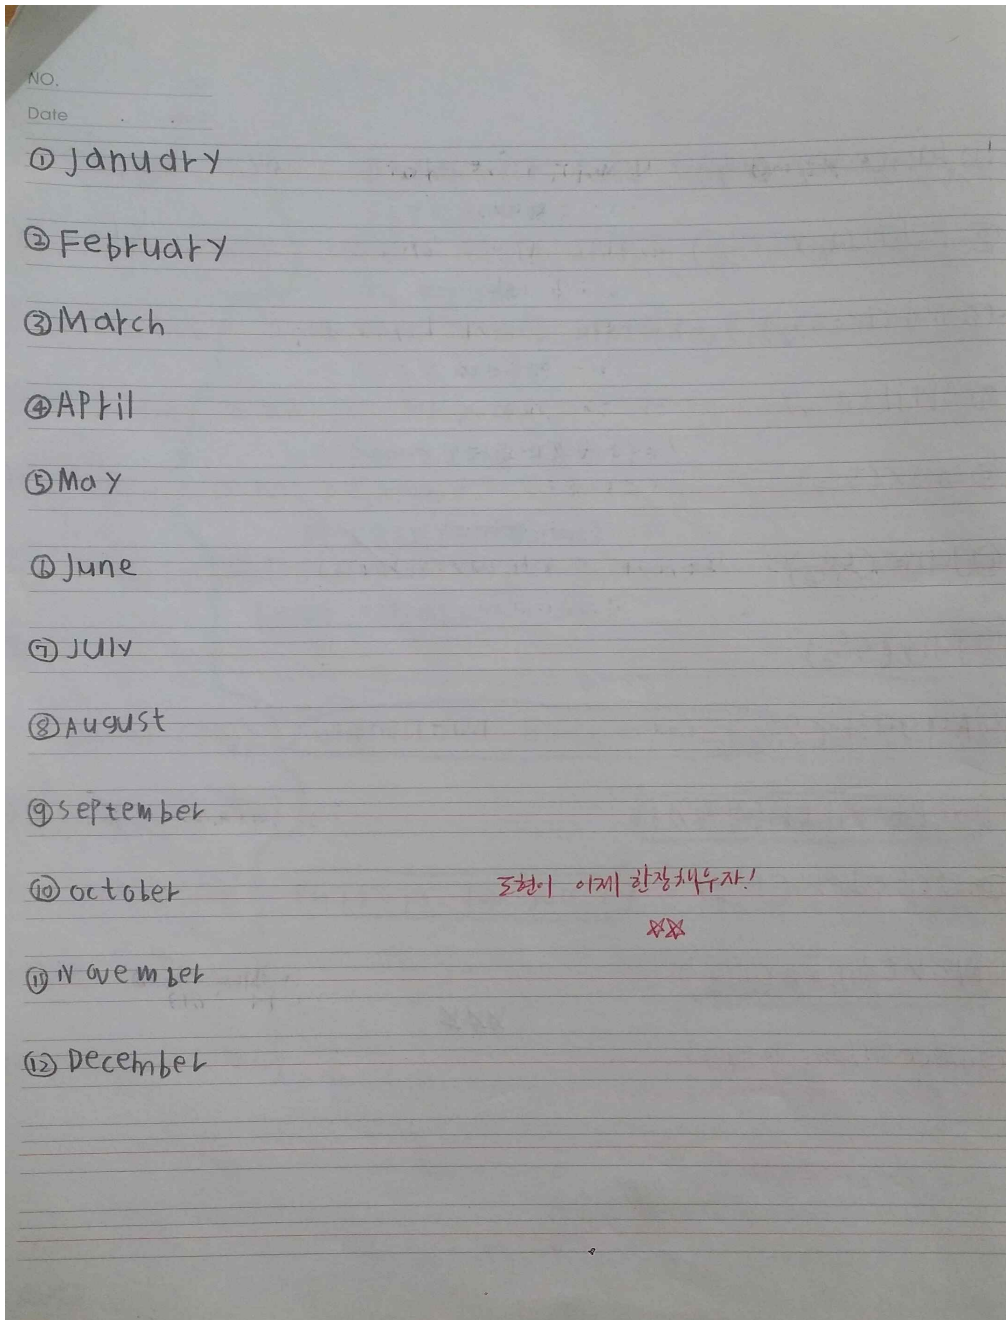 NO.
Date
① January
② February
③ March
④ APril
⑤ May
⑥ June
⑦ JUly
⑧ August
⑨ september
⑩ october
도현이 이제 한장채우자!
☆☆
⑪ November
⑫ December